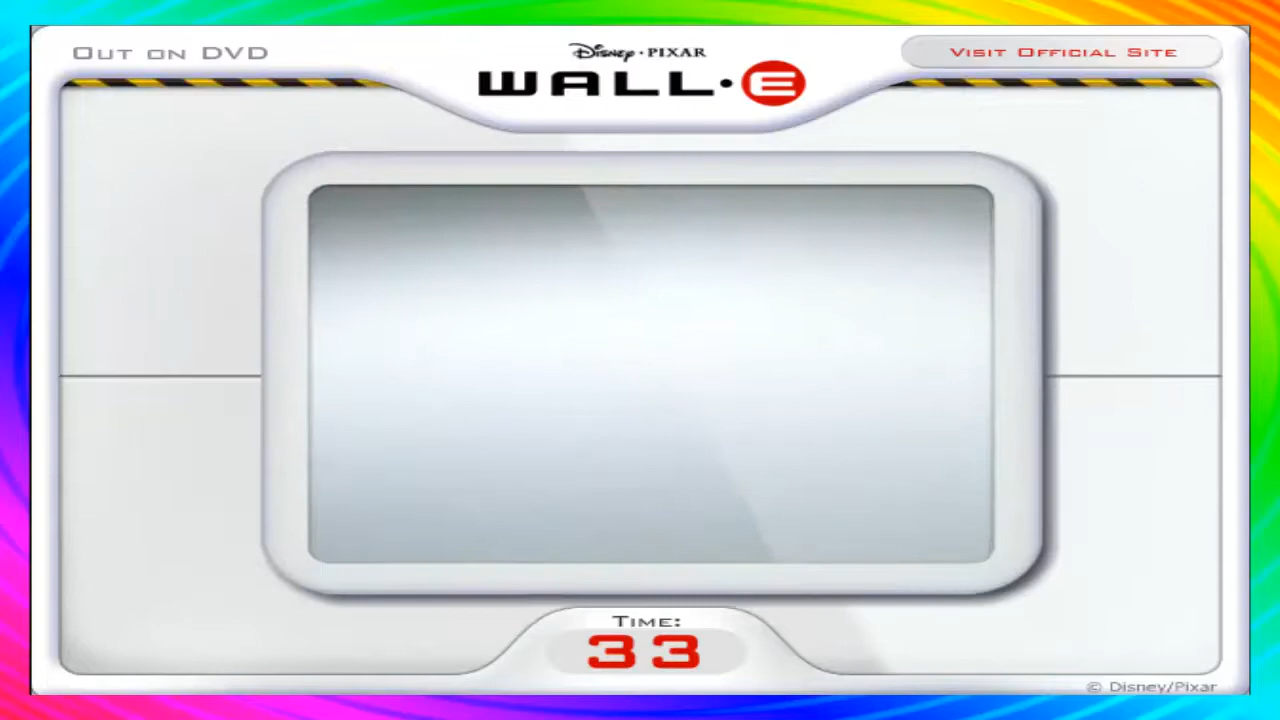 Out on DVD
Disney·PIXAR
WALL·E
Visit Official Site
Time:
33
© Disney/Pixar